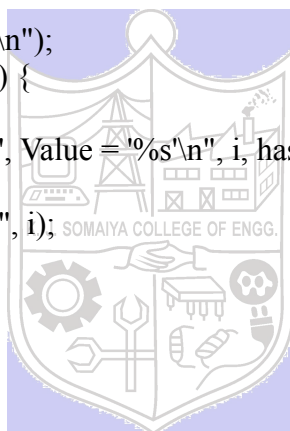 \n");
) {
", Value = '%s'\n", i, has
", i);
SOMAIYA COLLEGE OF ENGG.